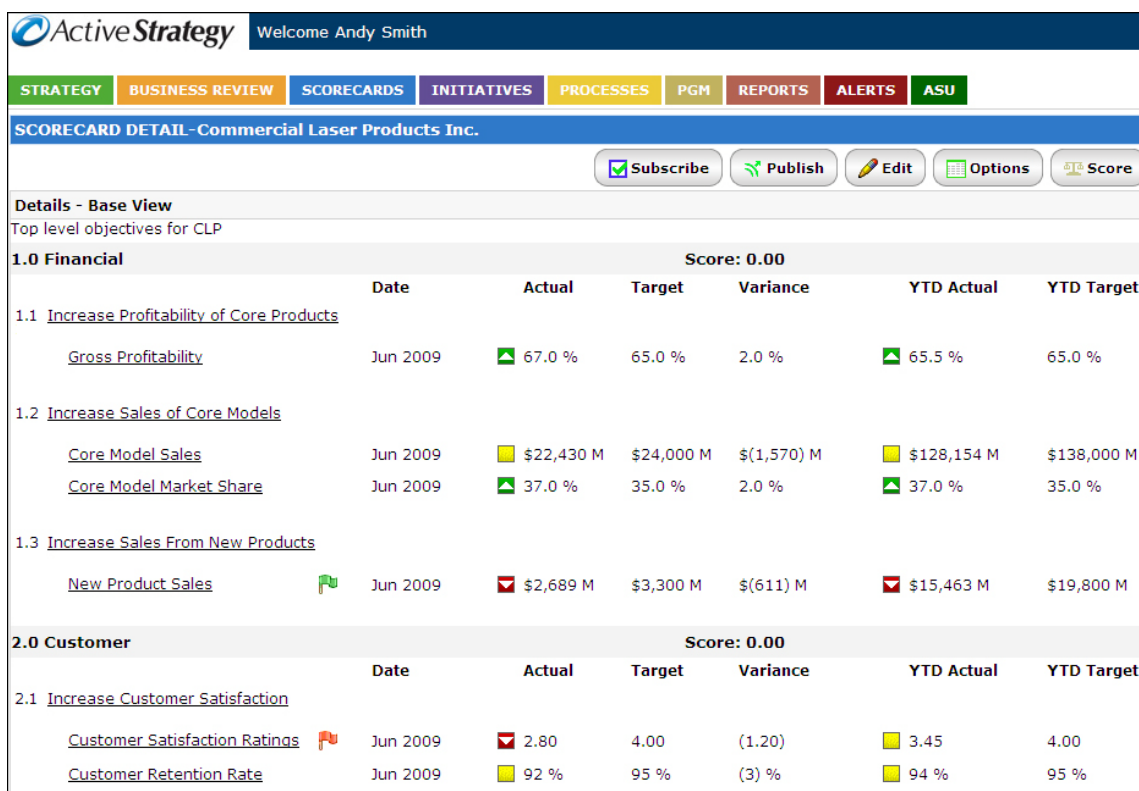 ActiveStrategy Welcome Andy Smith
STRATEGY BUSINESS REVIEW SCORECARDS INITIATIVES PROCESSES PGM REPORTS ALERTS ASU
SCORECARD DETAIL-Commercial Laser Products Inc.
Subscribe Publish Edit Options Score
Details - Base View
Top level objectives for CLP
1.0 Financial Score: 0.00
Date Actual Target Variance YTD Actual YTD Target
1.1 Increase Profitability of Core Products
Gross Profitability Jun 2009 67.0 % 65.0 % 2.0 % 65.5 % 65.0 %
1.2 Increase Sales of Core Models
Core Model Sales Jun 2009 $22,430 M $24,000 M $(1,570) M $128,154 M $138,000 M
Core Model Market Share Jun 2009 37.0 % 35.0 % 2.0 % 37.0 % 35.0 %
1.3 Increase Sales From New Products
New Product Sales Jun 2009 $2,689 M $3,300 M $(611) M $15,463 M $19,800 M
2.0 Customer Score: 0.00
Date Actual Target Variance YTD Actual YTD Target
2.1 Increase Customer Satisfaction
Customer Satisfaction Ratings Jun 2009 2.80 4.00 (1.20) 3.45 4.00
Customer Retention Rate Jun 2009 92 % 95 % (3) % 94 % 95 %